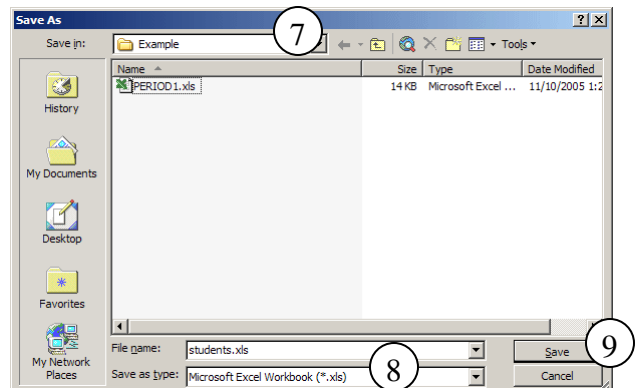 Save As
Save in: Example 7 Tools
Name Size Type Date Modified
PERIOD1.xls 14 KB Microsoft Excel ... 11/10/2005 1:2
History
My Documents
Desktop
Favorites
My Network
Places
File name: students.xls Save 9
Save as type: Microsoft Excel Workbook (*.xls) 8 Cancel